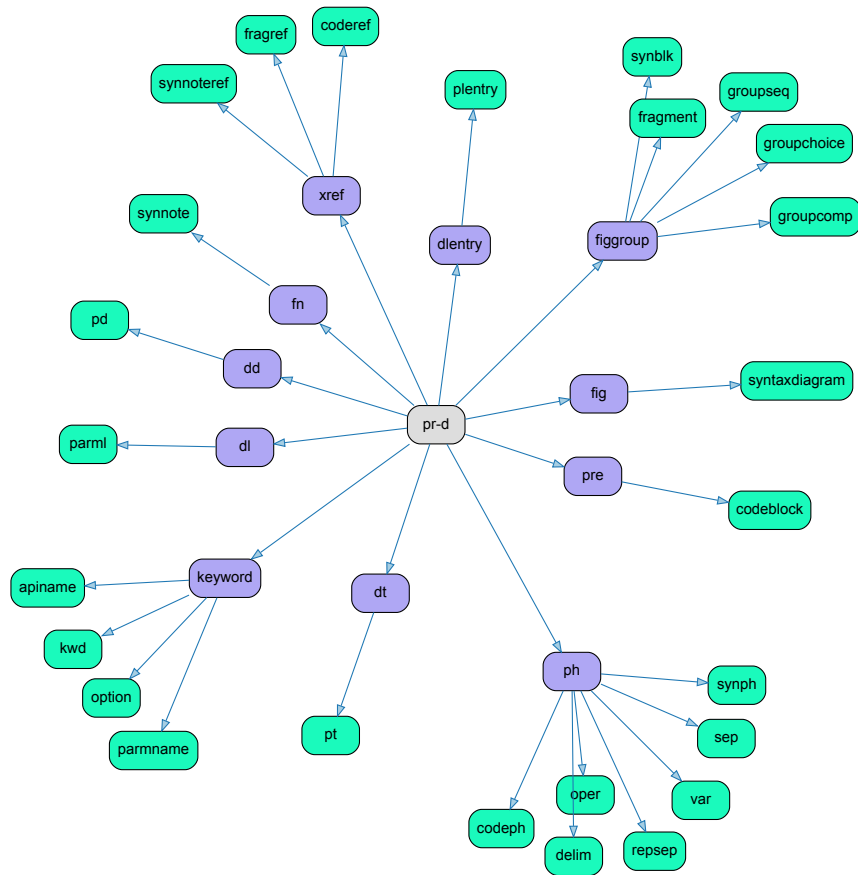 coderef
fragref
synblk
synnoteref
plentry
groupseq
fragment
groupchoice
xref
synnote
groupcomp
dlentry
figgroup
fn
pd
dd
syntaxdiagram
fig
pr-d
parml
dl
pre
codeblock
keyword
apiname
dt
kwd
ph
synph
option
pt
sep
parmname
oper
var
codeph
repsep
delim